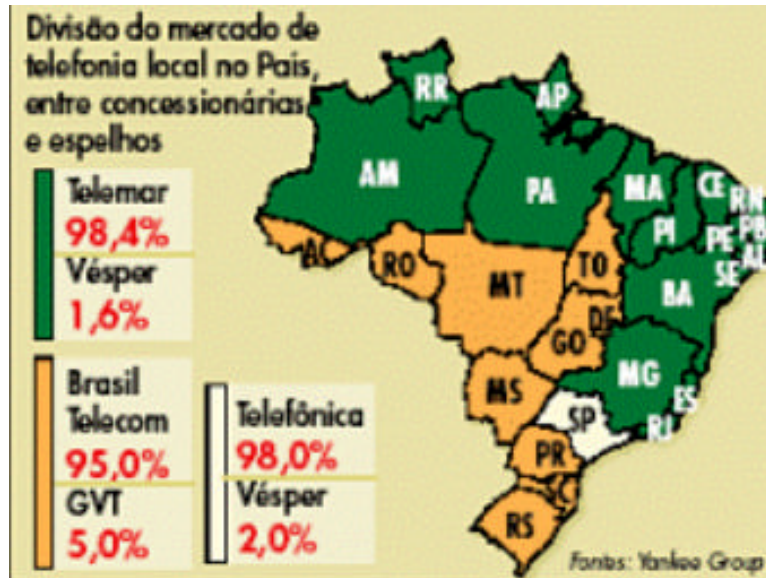 Divisão do mercado de
telefonia local no País,
entre concessionárias
e espelhos
Telemar
98,4%
Vésper
1,6%
Brasil
Telecom
95,0%
GVT
5,0%
Telefônica
98,0%
Vésper
2,0%
RR
AP
AM
PA
MA
CE
RN
PB
PI
PE
AL
SE
AC
RO
MT
TO
BA
DF
GO
MG
MS
ES
SP
RJ
PR
SC
RS
Fontes: Yankee Group